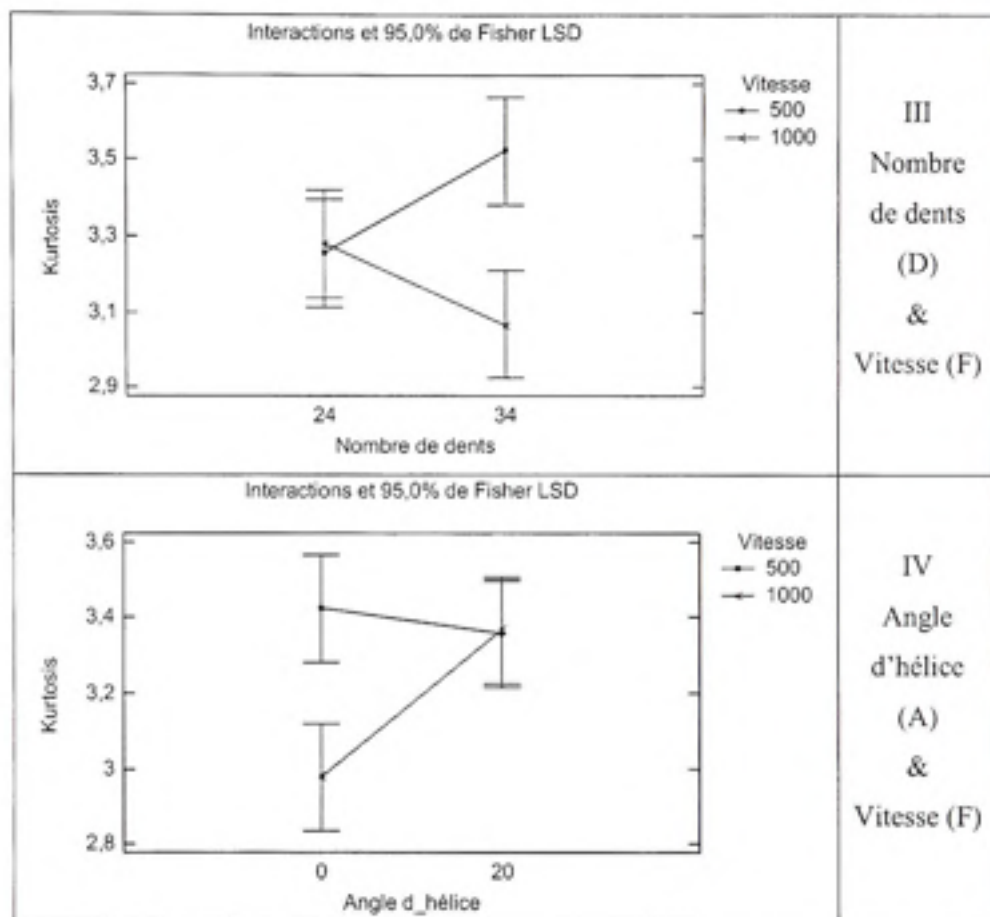 Interactions et 95,0% de Fisher LSD
Kurtosis
3,7
3,5
3,3
3,1
2,9
24
34
Nombre de dents
Vitesse
500
1000
III
Nombre
de dents
(D)
&
Vitesse (F)
Interactions et 95,0% de Fisher LSD
Kurtosis
3,6
3,4
3,2
3
2,8
0
20
Angle d_hélice
Vitesse
500
1000
IV
Angle
d'hélice
(A)
&
Vitesse (F)